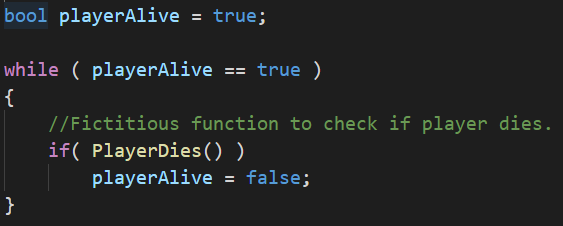 bool playerAlive = true;
while ( playerAlive == true )
{
//Fictitious function to check if player dies.
if( PlayerDies() )
playerAlive = false;
}